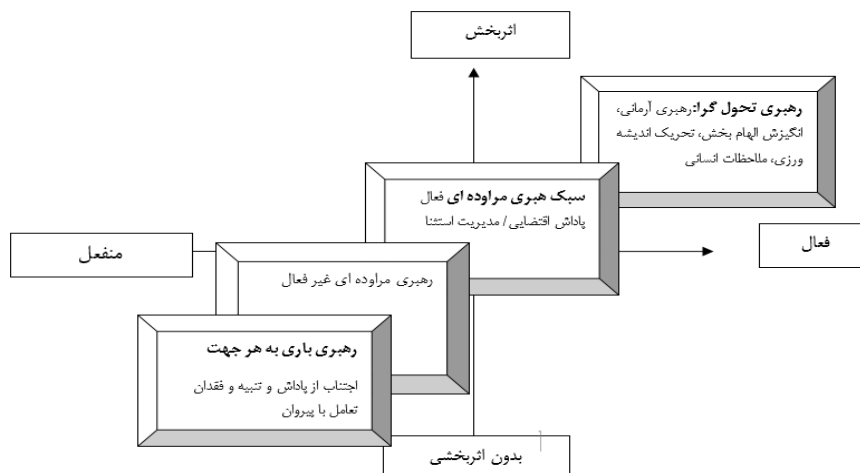 اثربخش
رهبری تحول گرا:رهبری آرمانی،
انگیزش الهام بخش، تحریک اندیشه
ورزی، ملاحظات انسانی
سبک هبری مراوده ای فعال
پاداش اقتضایی/ مدیریت استثنا
فعال
منفعل
رهبری مراوده ای غیر فعال
رهبری باری به هر جهت
اجتناب از پاداش و تنبیه و فقدان
تعامل با پیروان
بدون اثربخشی